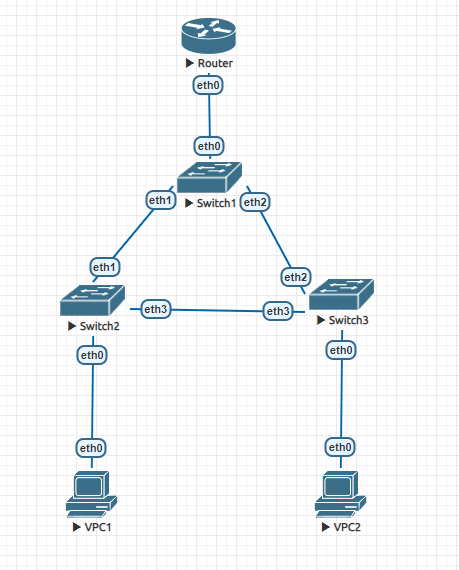 Router
eth0
eth0
Switch1
eth1
eth2
eth1
eth2
Switch2
eth3
eth3
Switch3
eth0
eth0
eth0
eth0
VPC1
VPC2